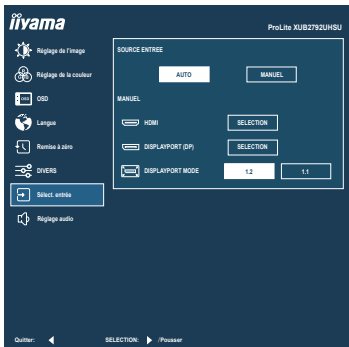 iiyama
ProLite XUB2792UHSU
Réglage de l'image
Réglage de la couleur
OSD
OSD
Langue
Remise à zéro
DIVERS
Sélect. entrée
Réglage audio
SOURCE ENTREE
AUTO MANUEL
MANUEL
HDMI SELECTION
DISPLAYPORT (DP) SELECTION
DISPLAYPORT MODE 1.2 1.1
Quitter: SELECTION: /Pousser